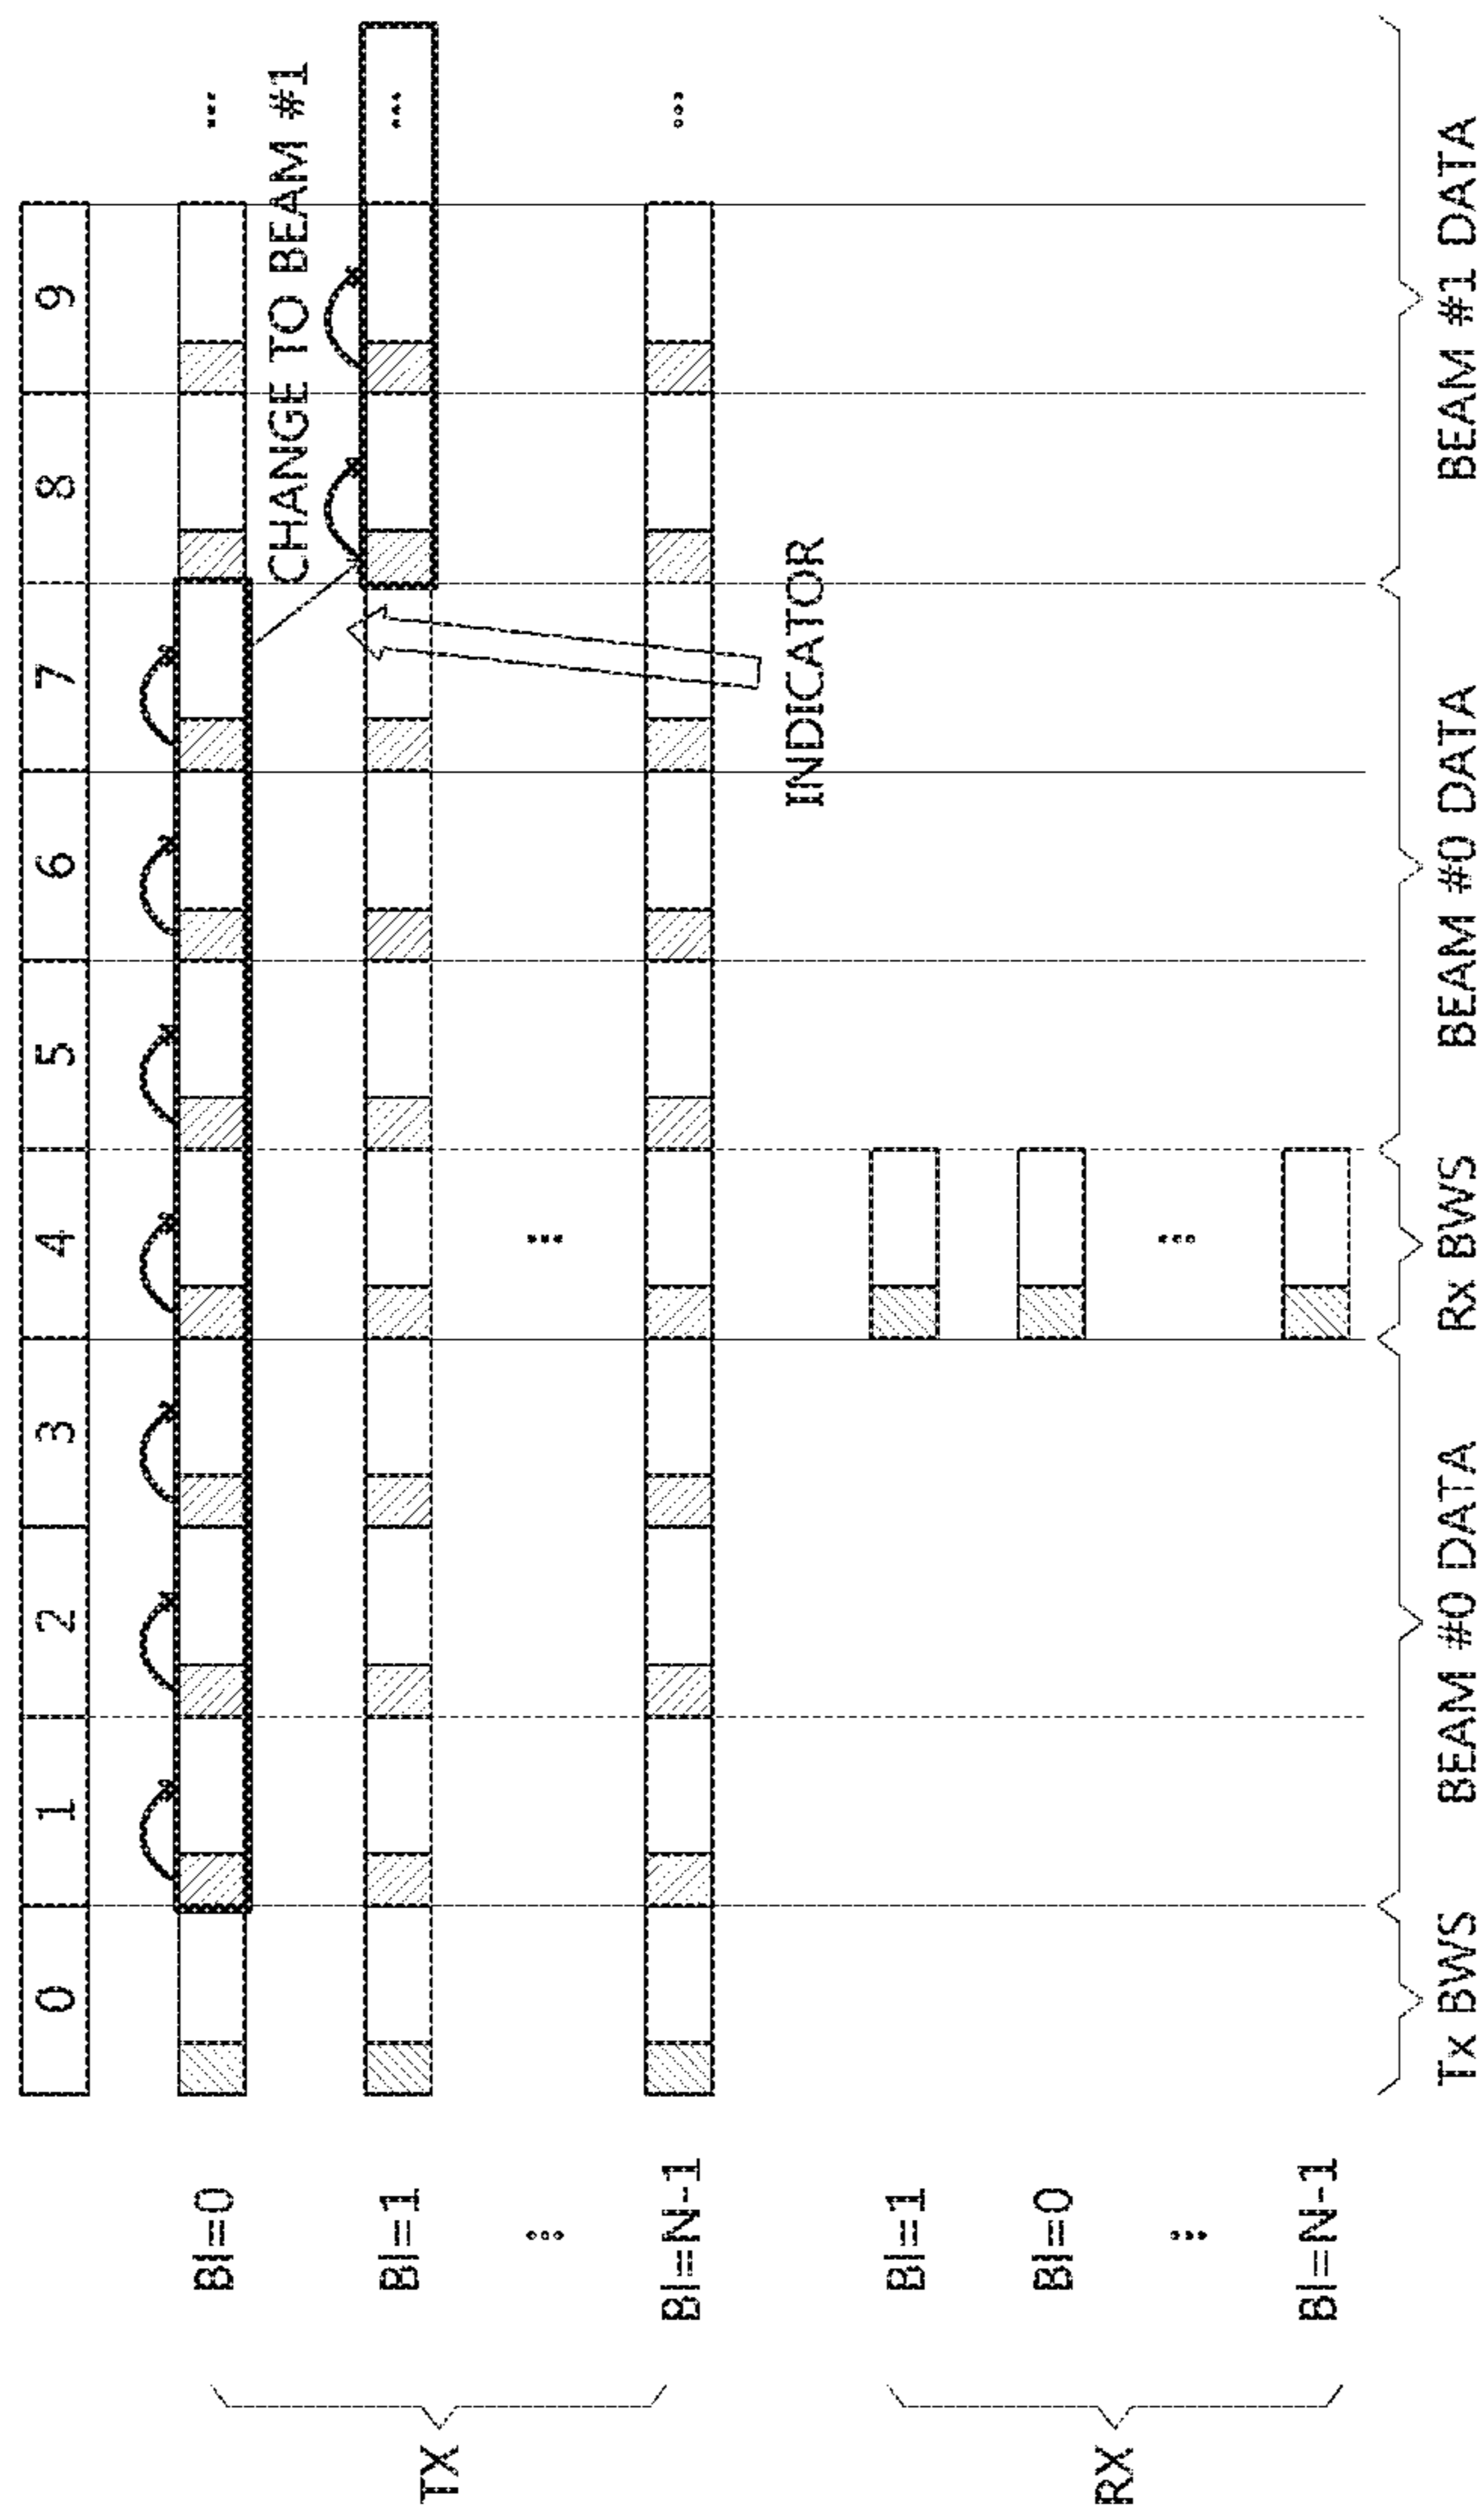 0 1 2 3 4 5 6 7 8 9
TX
BI=0
...
CHANGE TO BEAM #1
BI=1
...
...
...
BI=N-1
...
INDICATOR
RX
BI=1
BI=0
...
...
BI=N-1
Tx BWS
BEAM #0 DATA
Rx BWS
BEAM #0 DATA
BEAM #1 DATA